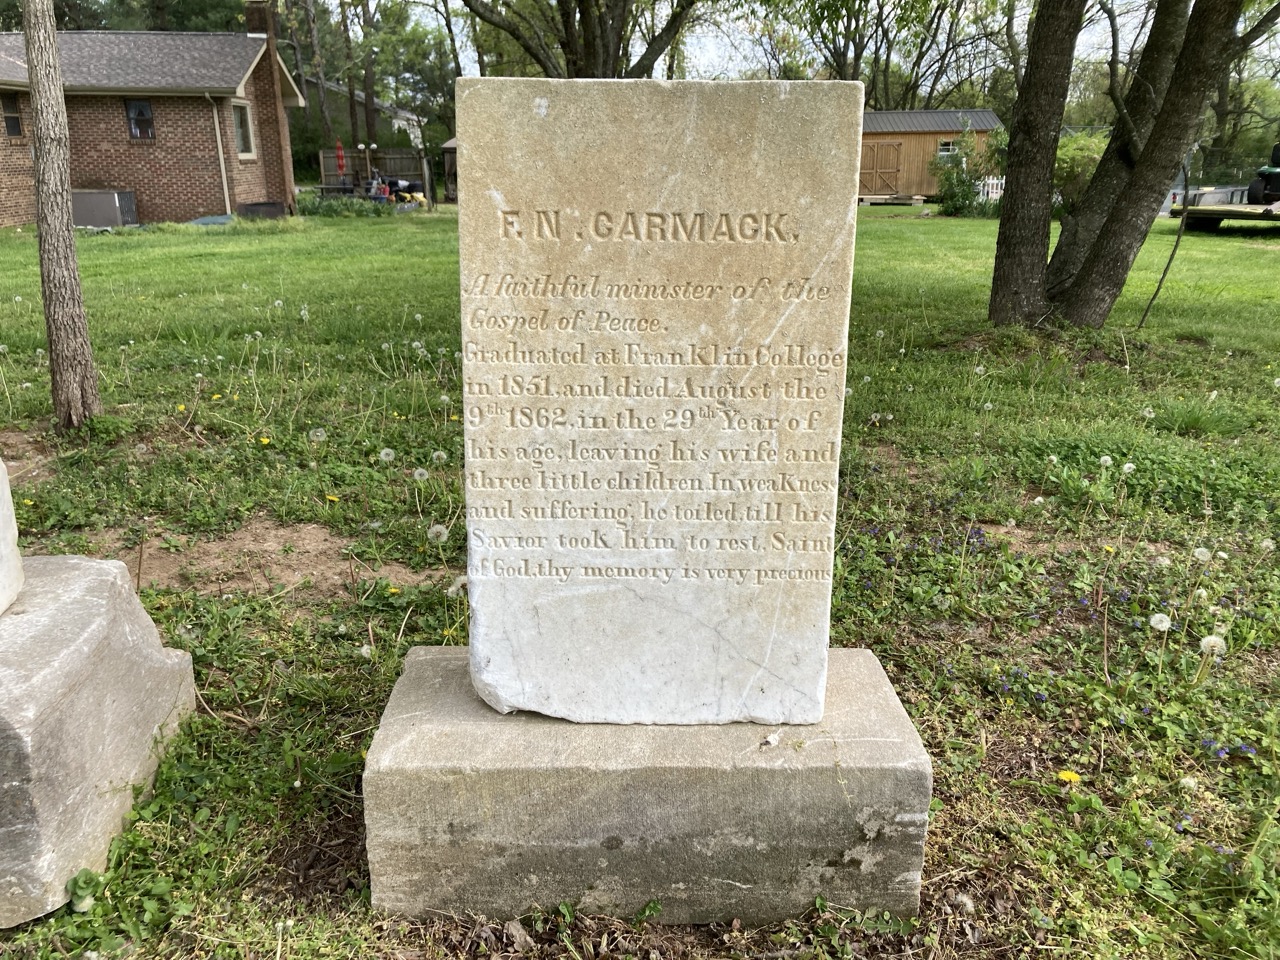 F. N. CARMACK.
A faithful minister of the
Gospel of Peace.
Graduated at FranKlin College
in 1851, and died August the
9th 1862, in the 29th Year of
his age, leaving his wife and
three little children. In weaKness
and suffering, he toiled, till his
Savior tooK him to rest. Saint
of God, thy memory is very precious